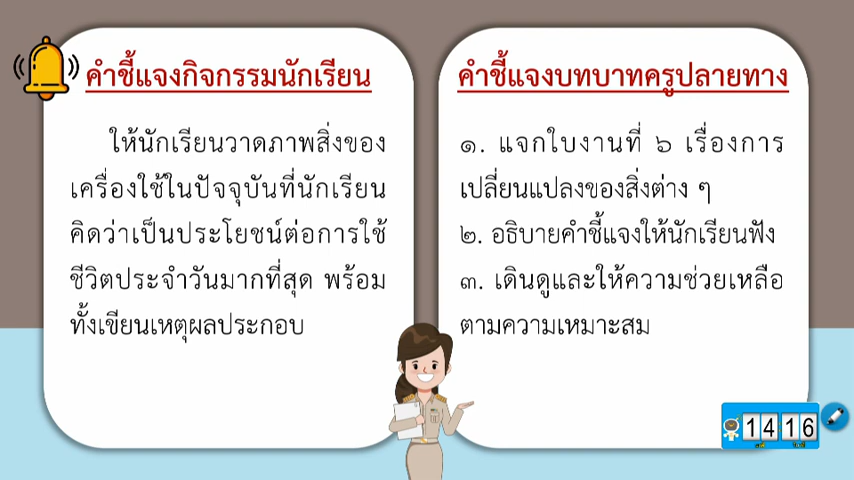 คำชี้แจงกิจกรรมนักเรียน
ให้นักเรียนวาดภาพสิ่งของ
เครื่องใช้ในปัจจุบันที่นักเรียน
คิดว่าเป็นประโยชน์ต่อการใช้
ชีวิตประจำวันมากที่สุด พร้อม
ทั้งเขียนเหตุผลประกอบ
คำชี้แจงบทบาทครูปลายทาง
๑. แจกใบงานที่ ๖ เรื่องการ
เปลี่ยนแปลงของสิ่งต่าง ๆ
๒. อธิบายคำชี้แจงให้นักเรียนฟัง
๓. เดินดูและให้ความช่วยเหลือ
ตามความเหมาะสม
14 16